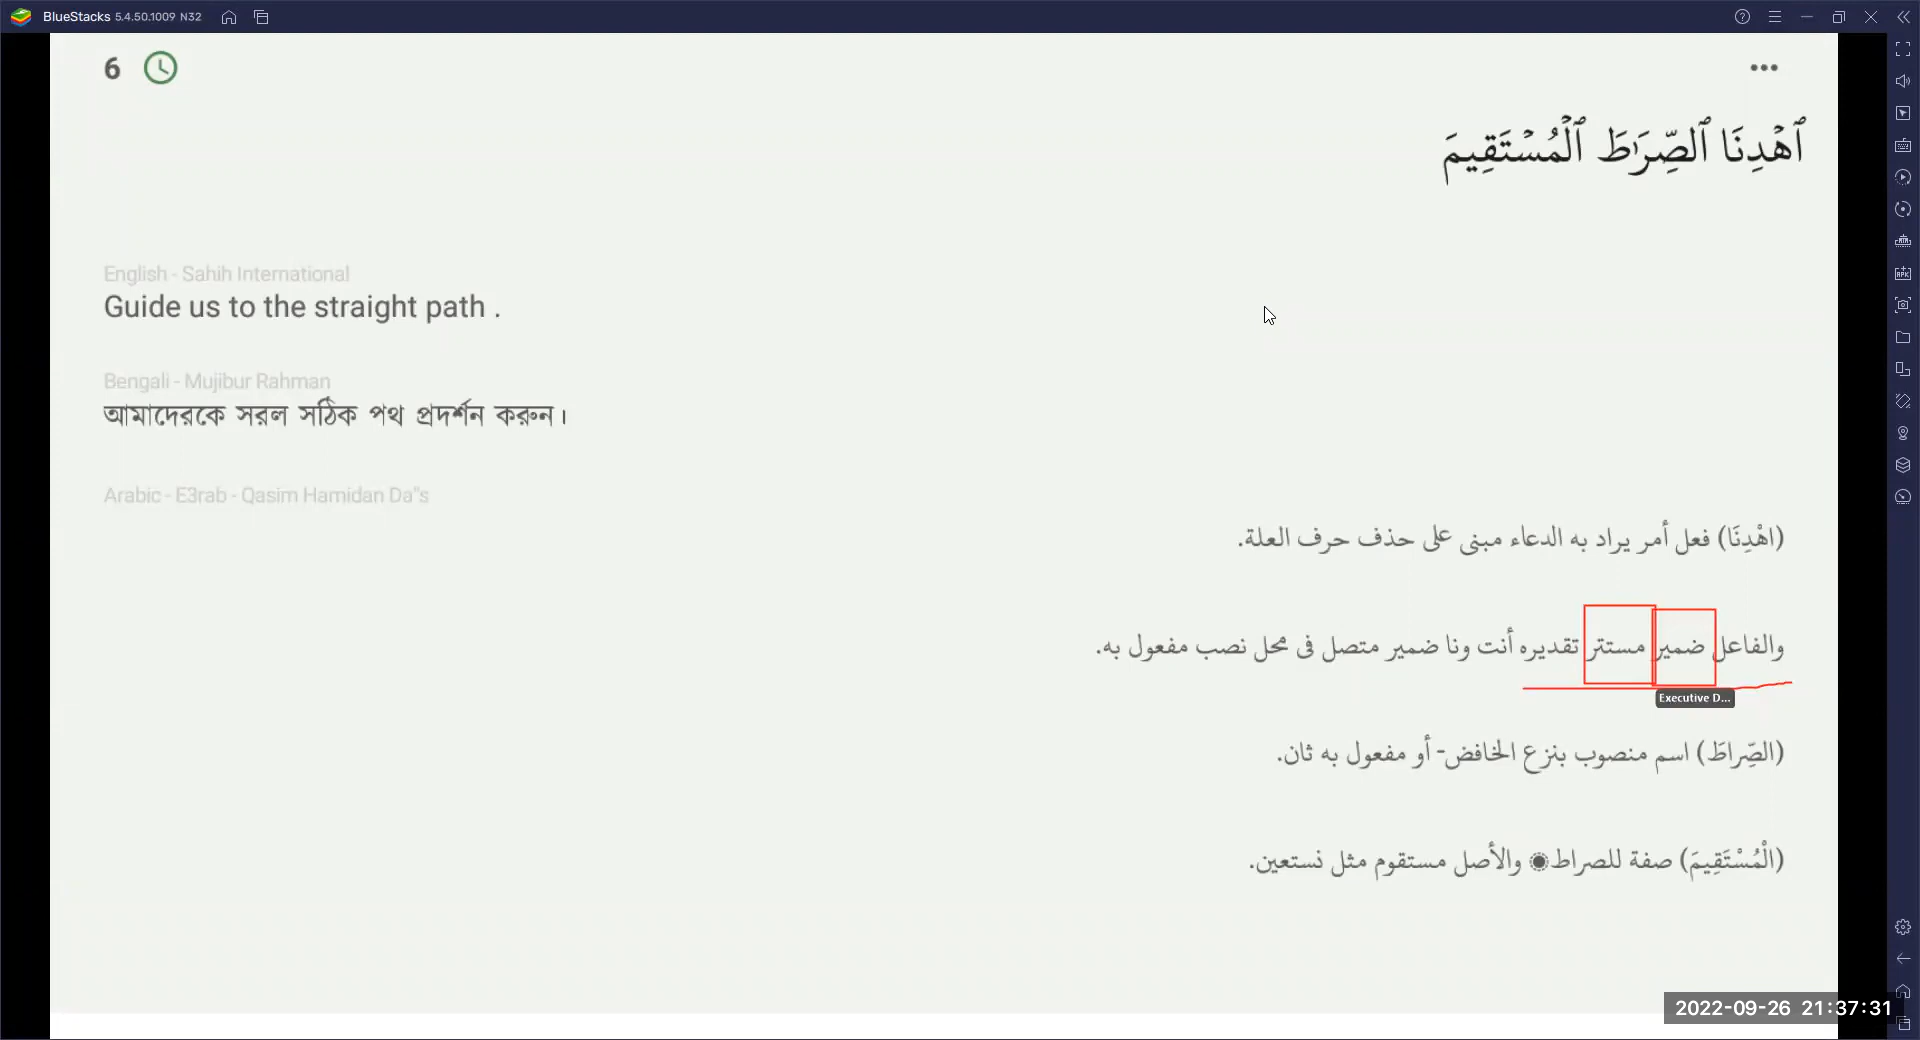 BlueStacks 5.4.50.1009 N32
6
ٱهْدِنَا ٱلصِّرَٰطَ ٱلْمُسْتَقِيمَ
English - Sahih International
Guide us to the straight path .
Bengali - Mujibur Rahman
আমাদেরকে সরল সঠিক পথ প্রদর্শন করুন।
Arabic - E3rab - Qasim Hamidan Da"s
(اهْدِنَا) فعل أمر يراد به الدعاء مبنى على حذف حرف العلة.
والفاعل ضمير مستتر تقديره أنت ونا ضمير متصل فى محل نصب مفعول به.
Executive D...
(الصِّراطَ) اسم منصوب بنزع الخافض- أو مفعول به ثان.
(الْمُسْتَقِيمَ) صفة للصراط والأصل مستقوم مثل نستعين.
2022-09-26 21:37:31